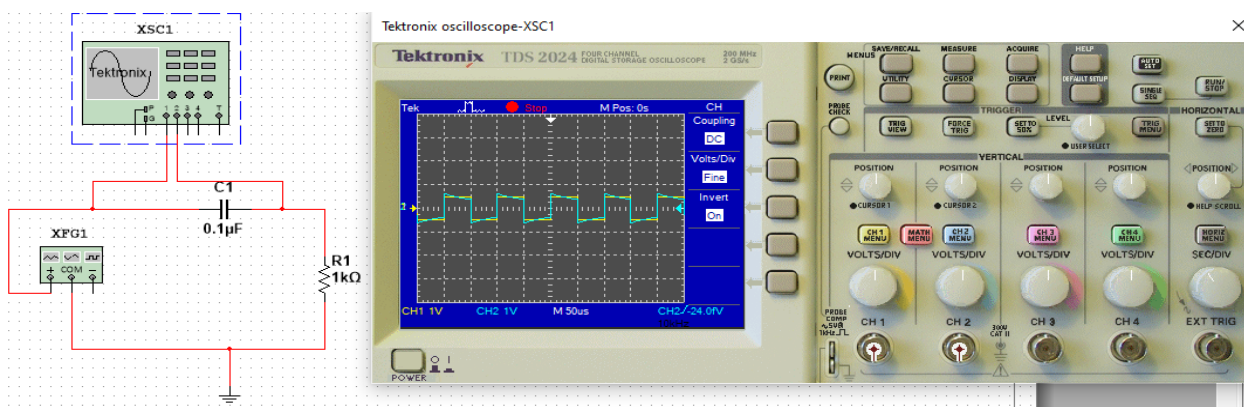 XSC1
Tektronix
P
G
1 2 3 4 T
C1
0.1µF
XFG1
+ COM −
R1
1kΩ
Tektronix oscilloscope-XSC1
Tektronix TDS 2024 FOUR CHANNEL DIGITAL STORAGE OSCILLOSCOPE
200 MHz
2 GS/s
Tek Stop M Pos: 0s CH
Coupling
DC
Volts/Div
Fine
Invert
On
CH1 1V CH2 1V M 50us CH2/-24.0fV
10kHz
POWER
MENUS
SAVE/RECALL MEASURE ACQUIRE HELP
UTILITY CURSOR DISPLAY DEFAULT SETUP
AUTO SET
SINGLE SEQ
RUN/STOP
PRINT
PROBE CHECK
TRIGGER
TRIG VIEW
FORCE TRIG
SET TO 50%
LEVEL
USER SELECT
TRIG MENU
HORIZONTAL
SET TO ZERO
VERTICAL
POSITION POSITION POSITION POSITION POSITION
CURSOR 1 CURSOR 2 HELP SCROLL
CH 1 MENU
MATH MENU
CH 2 MENU
CH 3 MENU
CH 4 MENU
HORIZ MENU
VOLTS/DIV VOLTS/DIV VOLTS/DIV VOLTS/DIV SEC/DIV
PROBE COMP
~5V@
1kHz
CH 1 CH 2 CH 3 CH 4 EXT TRIG
300V
CAT II